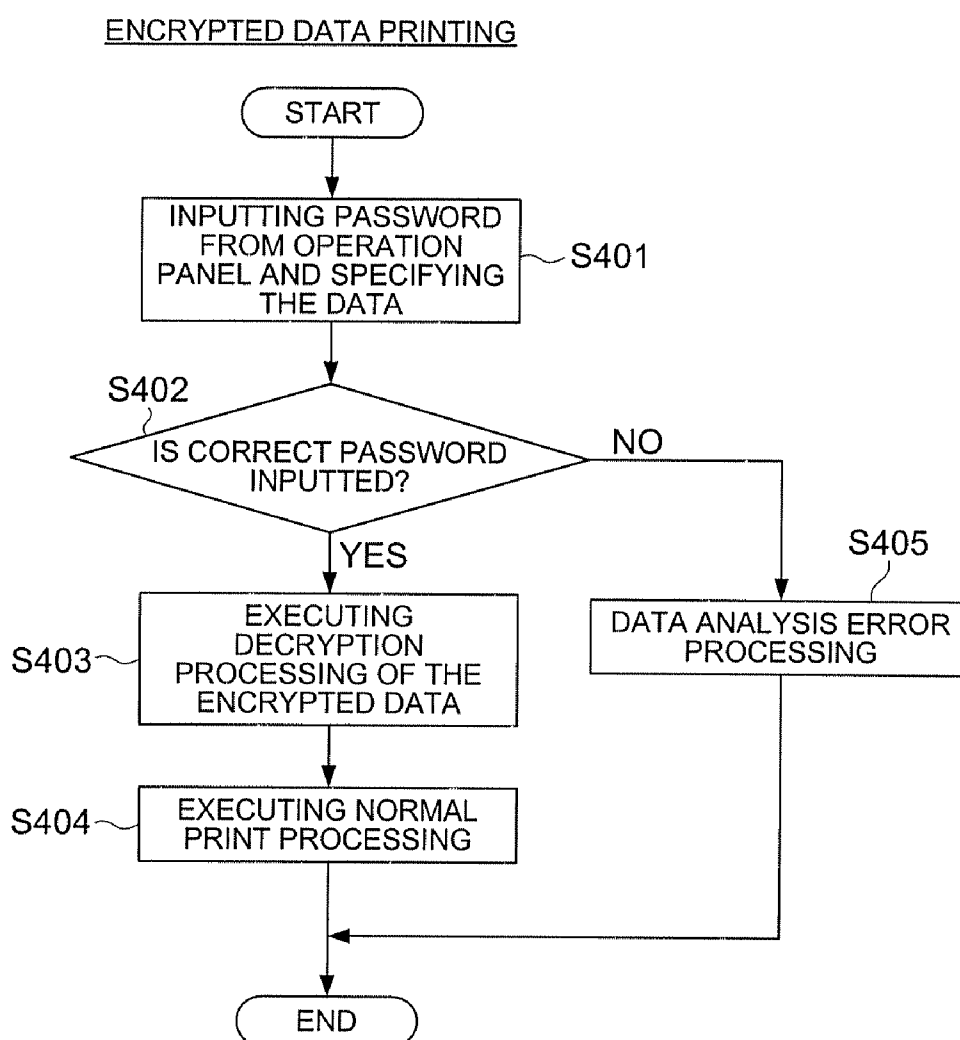 ENCRYPTED DATA PRINTING
START
INPUTTING PASSWORD
FROM OPERATION
PANEL AND SPECIFYING
THE DATA
S401
S402
IS CORRECT PASSWORD
INPUTTED?
NO
YES
S405
EXECUTING
DECRYPTION
PROCESSING OF THE
ENCRYPTED DATA
S403
DATA ANALYSIS ERROR
PROCESSING
S404
EXECUTING NORMAL
PRINT PROCESSING
END